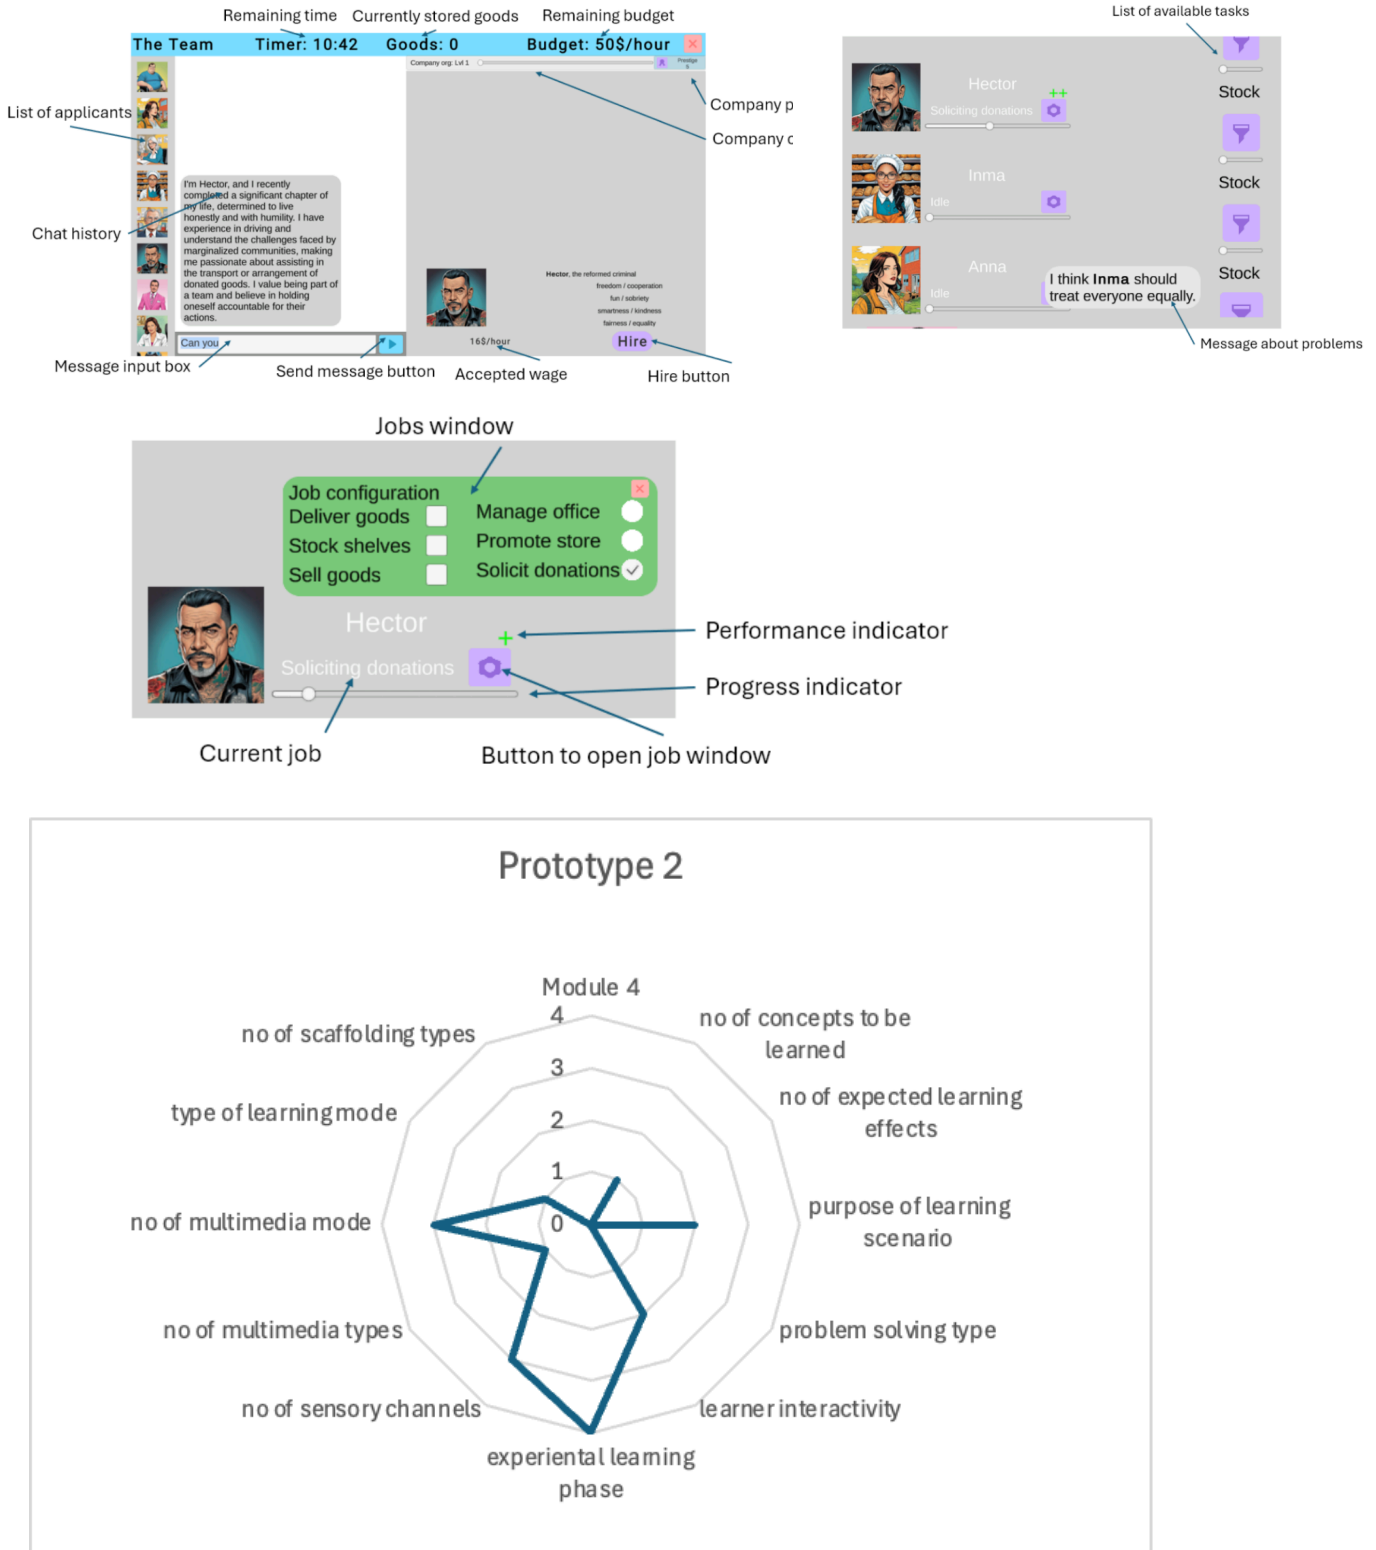 Remaining time
Currently stored goods
Remaining budget
The Team
Timer: 10:42
Goods: 0
Budget: 50$/hour
Company org: Lvl 1
Prestige
5
List of applicants
Company p
Company c
I'm Hector, and I recently
completed a significant chapter of
my life, determined to live
honestly and with humility. I have
experience in driving and
understand the challenges faced by
marginalized communities, making
me passionate about assisting in
the transport or arrangement of
donated goods. I value being part of
a team and believe in holding
oneself accountable for their
actions.
Chat history
Hector, the reformed criminal
freedom / cooperation
fun / sobriety
smartness / kindness
fairness / equality
16$/hour
Hire
Can you
Message input box
Send message button
Accepted wage
Hire button
List of available tasks
Hector
++
Soliciting donations
Stock
Inma
Idle
Stock
Anna
Idle
I think Inma should
treat everyone equally.
Stock
Message about problems
Jobs window
Job configuration
Deliver goods
Manage office
Stock shelves
Promote store
Sell goods
Solicit donations
Hector
+
Soliciting donations
Performance indicator
Progress indicator
Current job
Button to open job window
Prototype 2
Module 4
no of concepts to be
learned
no of expected learning
effects
purpose of learning
scenario
problem solving type
learner interactivity
experiental learning
phase
no of sensory channels
no of multimedia types
no of multimedia mode
type of learning mode
no of scaffolding types
4
3
2
1
0